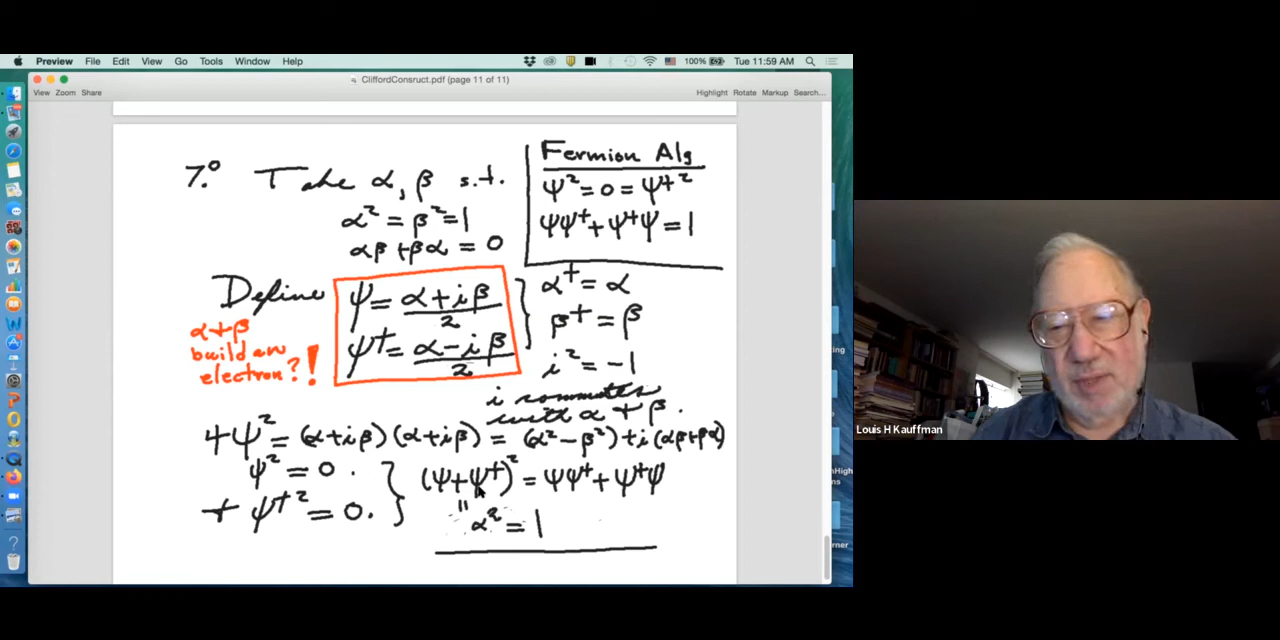 Preview File Edit View Go Tools Window Help 100% Tue 11:59 AM
CliffordConsruct.pdf (page 11 of 11)
View Zoom Share Highlight Rotate Markup Search...
7.⁰ Take α, β s.t.
α² = β² = 1
αβ + βα = 0
Fermion Alg
ψ² = 0 = ψ†²
ψψ† + ψ†ψ = 1
Define
ψ = (α + iβ)/2
ψ† = (α - iβ)/2
α† = α
β† = β
i² = -1
i commutes
with α + β.
α + β
build an
electron?!
4ψ² = (α + iβ)(α + iβ) = (α² - β²) + i(αβ + βα)
ψ² = 0.
+ ψ†² = 0.
(ψ + ψ†)² = ψψ† + ψ†ψ
"
α² = 1
Louis H Kauffman